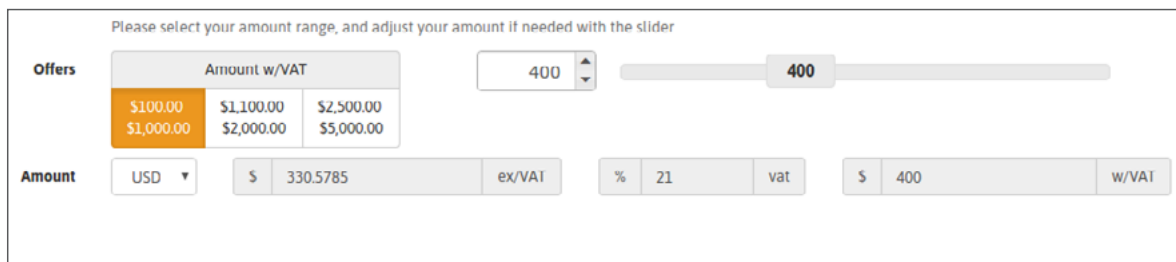 Please select your amount range, and adjust your amount if needed with the slider
Offers Amount w/VAT 400 400
$100.00 $1,100.00 $2,500.00
$1,000.00 $2,000.00 $5,000.00
Amount USD $ 330.5785 ex/VAT % 21 vat $ 400 w/VAT